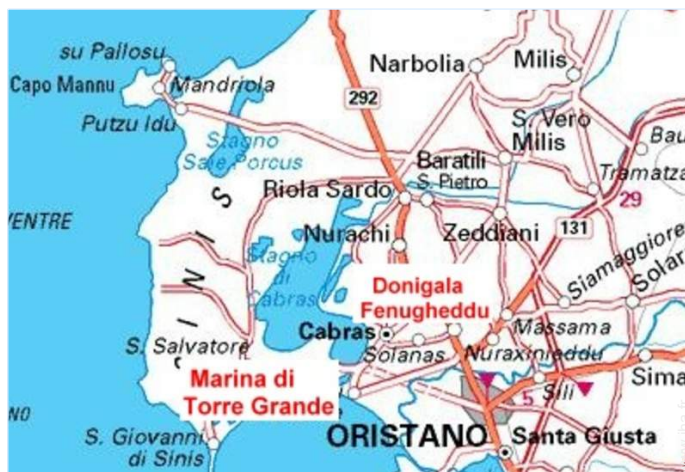 su Pallosu
Capo Mannu
Mandriola
Putzu Idu
Narbolia
Milis
292
S. Vero
Milis
Stagno
Sale Porcus
Baratili
S. Pietro
Riola Sardo
Tramatza
29
VENTRE
SINIS
Nurachi
Zeddiani
131
Siamaggiore
Stagno
di
Cabras
Donigala
Fenugheddu
Cabras
Massama
Solanas
Nuraxinieddu
S. Salvatore
Marina di
Torre Grande
5
Sili
S. Giovanni
di Sinis
ORISTANO
Santa Giusta